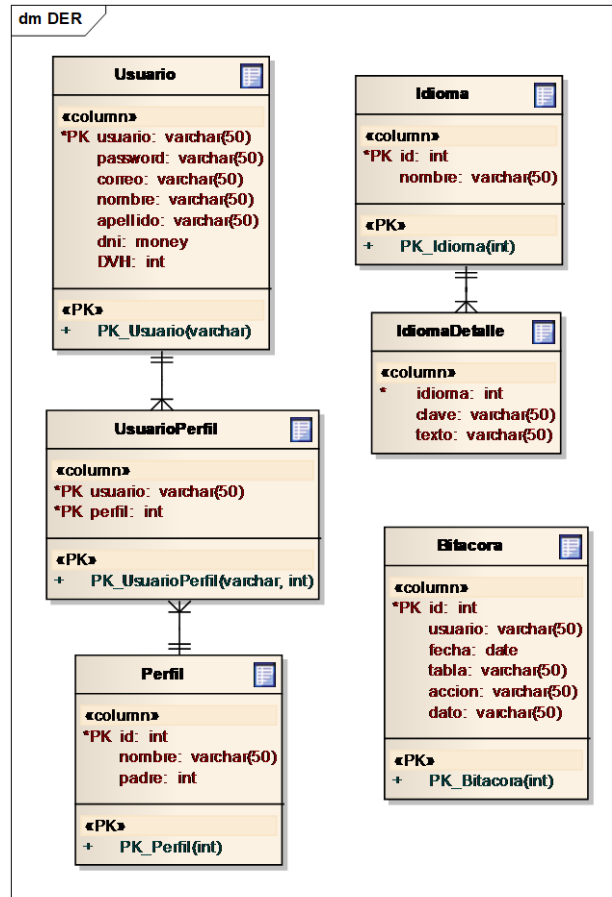 dm DER
Usuario
«column»
*PK usuario: varchar(50)
password: varchar(50)
correo: varchar(50)
nombre: varchar(50)
apellido: varchar(50)
dni: money
DVH: int
«PK»
+ PK_Usuario(varchar)
UsuarioPerfil
«column»
*PK usuario: varchar(50)
*PK perfil: int
«PK»
+ PK_UsuarioPerfil(varchar, int)
Perfil
«column»
*PK id: int
nombre: varchar(50)
padre: int
«PK»
+ PK_Perfil(int)
Idioma
«column»
*PK id: int
nombre: varchar(50)
«PK»
+ PK_Idioma(int)
IdiomaDetalle
«column»
* idioma: int
clave: varchar(50)
texto: varchar(50)
Bitacora
«column»
*PK id: int
usuario: varchar(50)
fecha: date
tabla: varchar(50)
accion: varchar(50)
dato: varchar(50)
«PK»
+ PK_Bitacora(int)